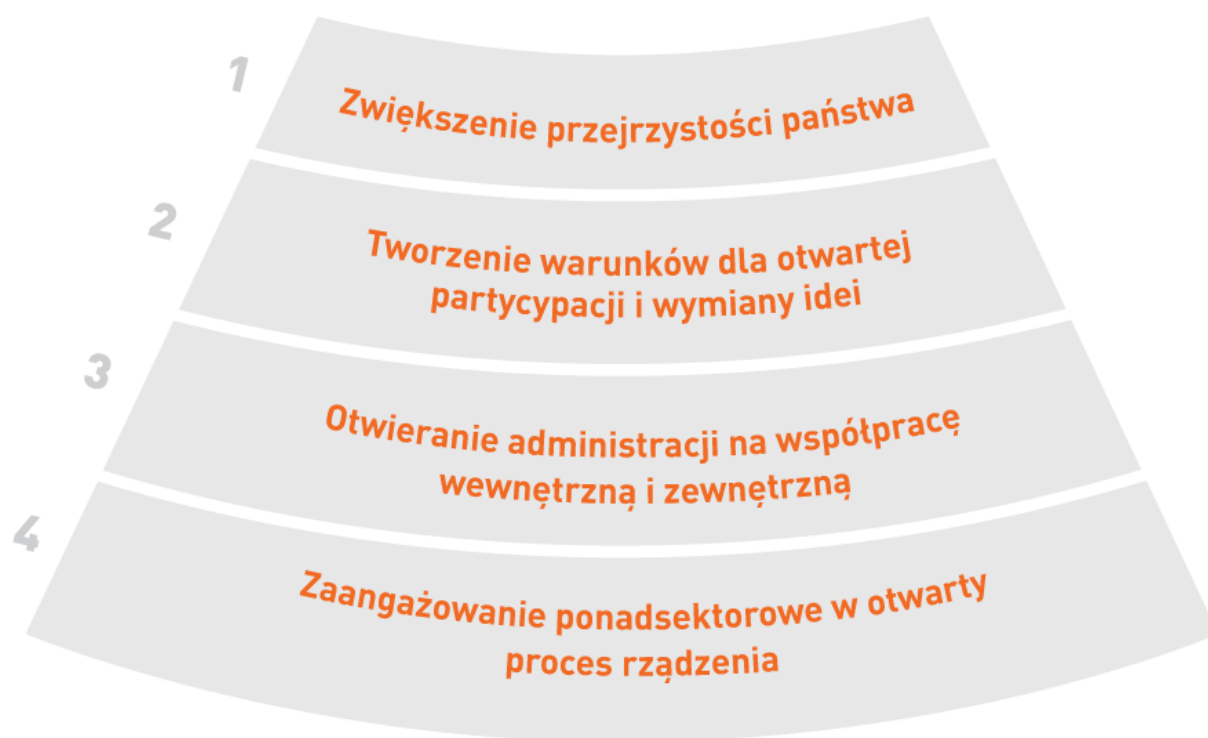 1
Zwiększenie przejrzystości państwa
2
Tworzenie warunków dla otwartej
partycypacji i wymiany idei
3
Otwieranie administracji na współpracę
wewnętrzną i zewnętrzną
4
Zaangażowanie ponadsektorowe w otwarty
proces rządzenia